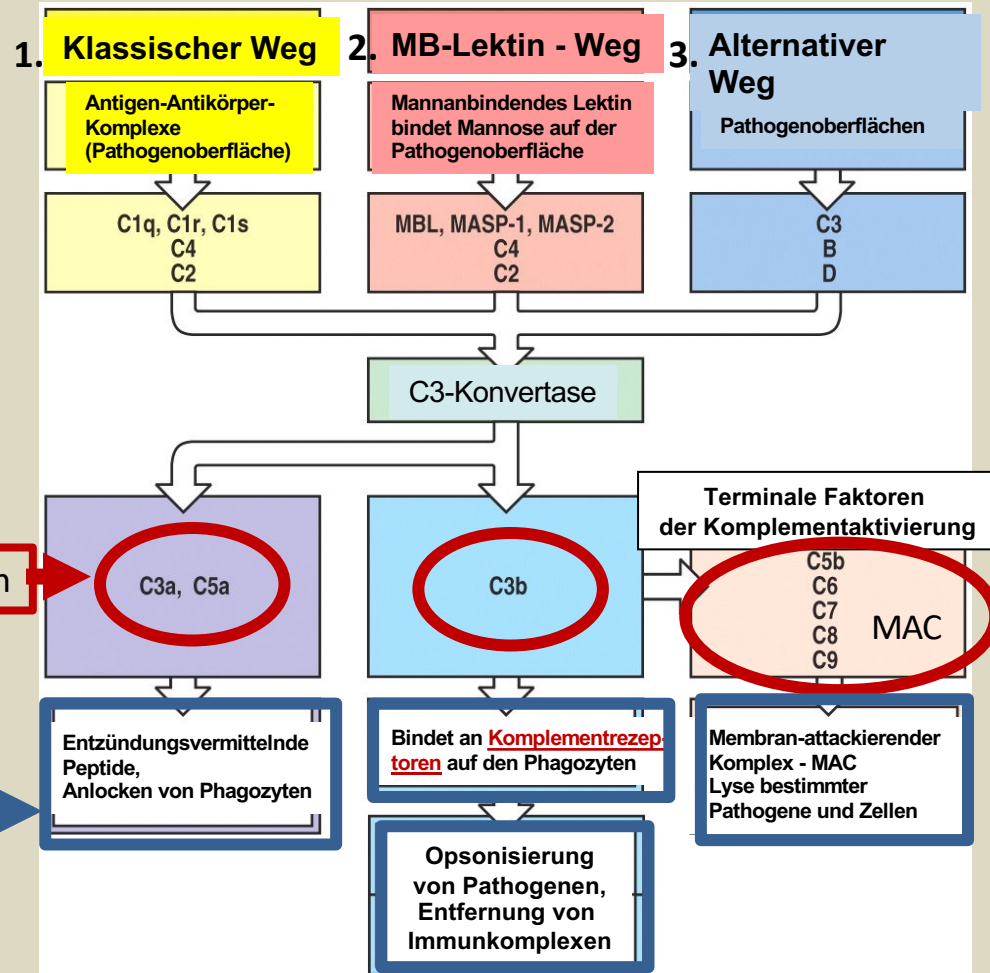 1. Klassischer Weg
Antigen-Antikörper-
Komplexe
(Pathogenoberfläche)
C1q, C1r, C1s
C4
C2
2. MB-Lektin - Weg
Mannanbindendes Lektin
bindet Mannose auf der
Pathogenoberfläche
MBL, MASP-1, MASP-2
C4
C2
3. Alternativer
Weg
Pathogenoberflächen
C3
B
D
C3-Konvertase
n
C3a, C5a
C3b
Terminale Faktoren
der Komplementaktivierung
C5b
C6
C7
C8
C9
MAC
Entzündungsvermittelnde
Peptide,
Anlocken von Phagozyten
Bindet an Komplementrezep-
toren auf den Phagozyten
Opsonisierung
von Pathogenen,
Entfernung von
Immunkomplexen
Membran-attackierender
Komplex - MAC
Lyse bestimmter
Pathogene und Zellen